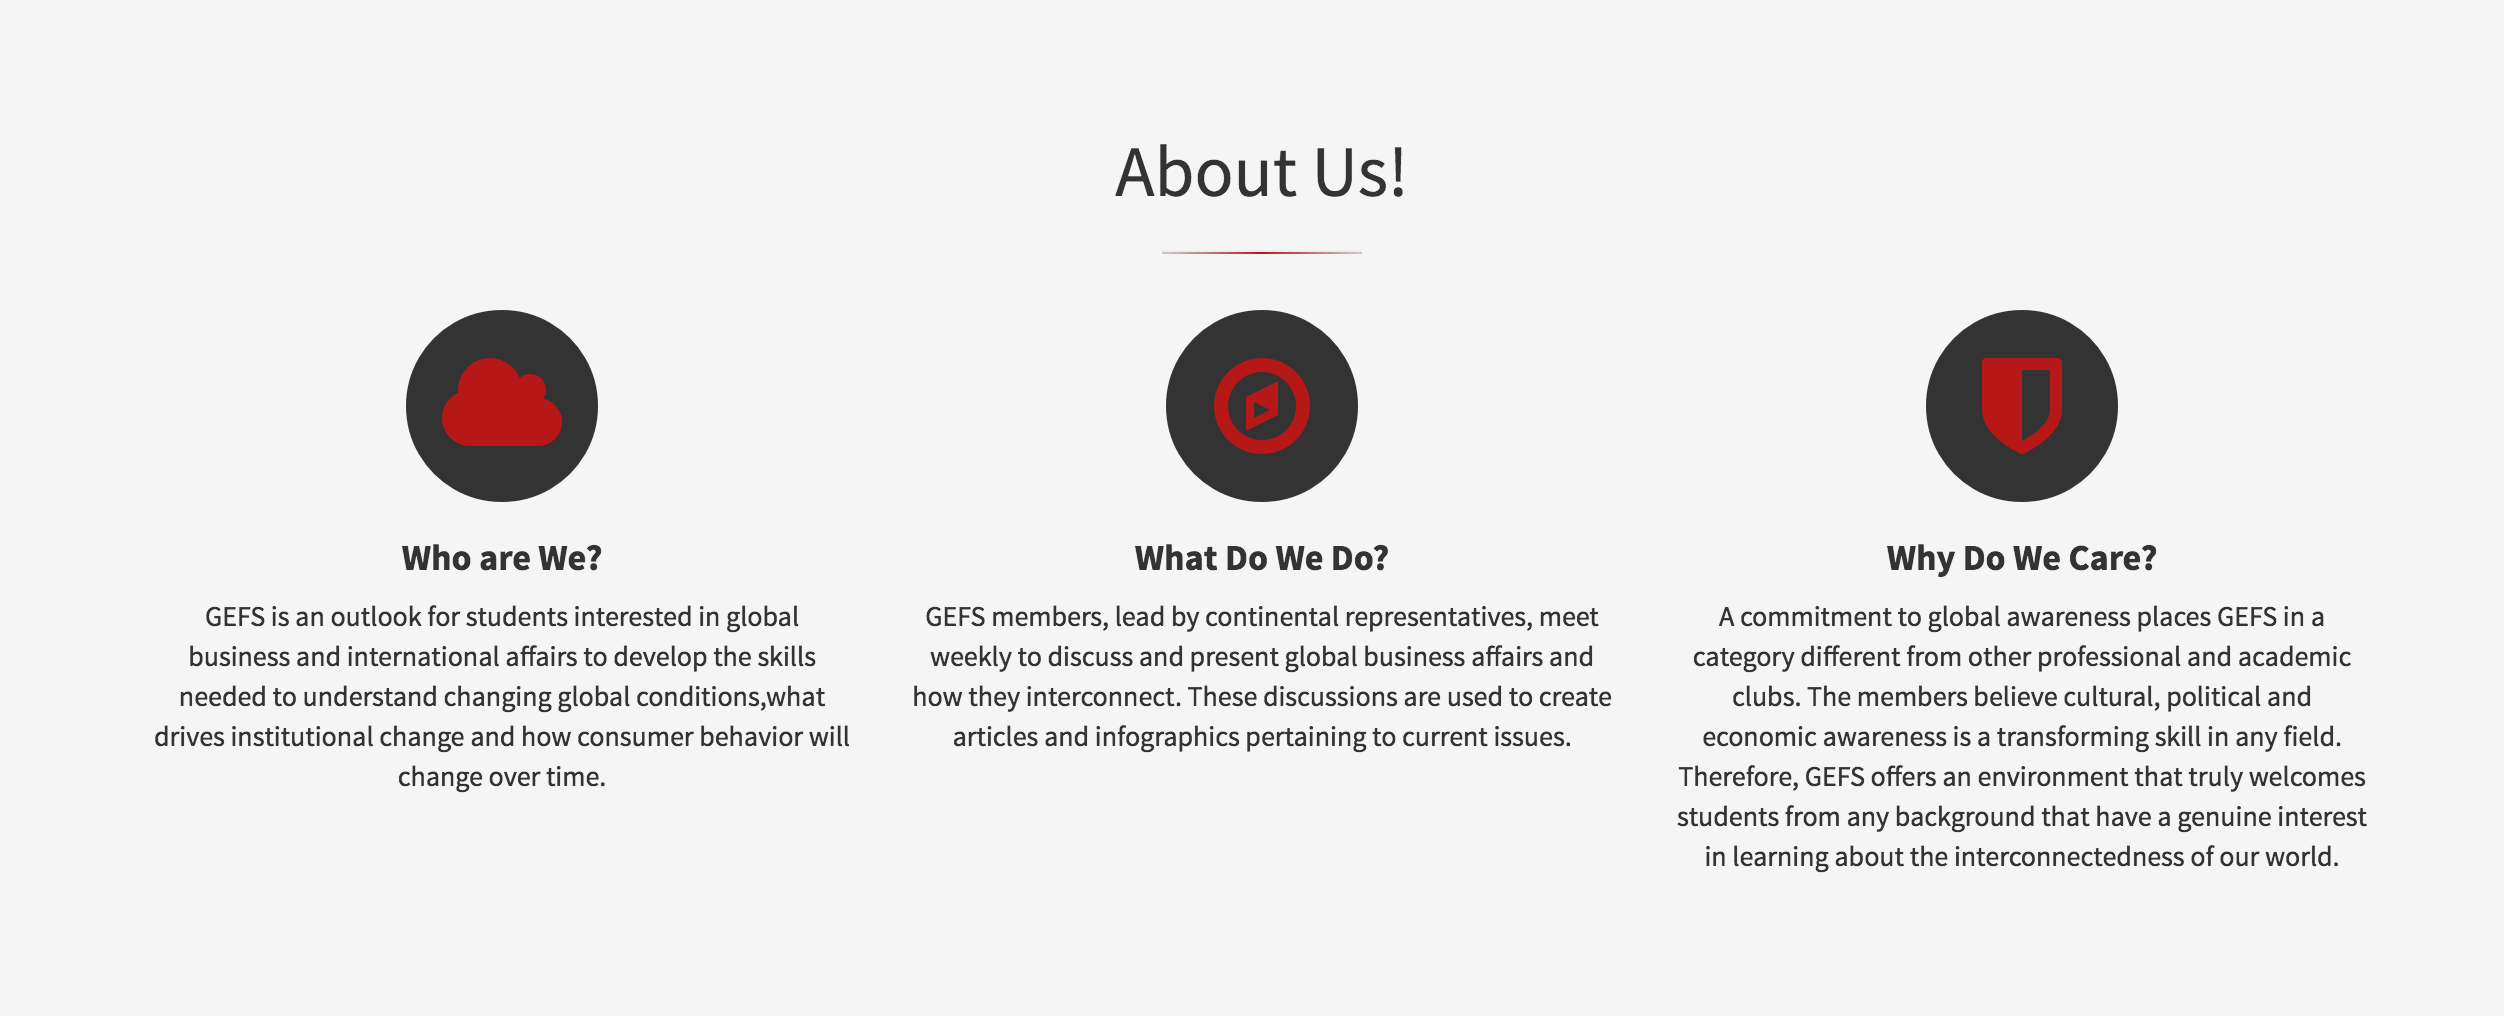 About Us!
Who are We?
GEFS is an outlook for students interested in global
business and international affairs to develop the skills
needed to understand changing global conditions,what
drives institutional change and how consumer behavior will
change over time.
What Do We Do?
GEFS members, lead by continental representatives, meet
weekly to discuss and present global business affairs and
how they interconnect. These discussions are used to create
articles and infographics pertaining to current issues.
Why Do We Care?
A commitment to global awareness places GEFS in a
category different from other professional and academic
clubs. The members believe cultural, political and
economic awareness is a transforming skill in any field.
Therefore, GEFS offers an environment that truly welcomes
students from any background that have a genuine interest
in learning about the interconnectedness of our world.